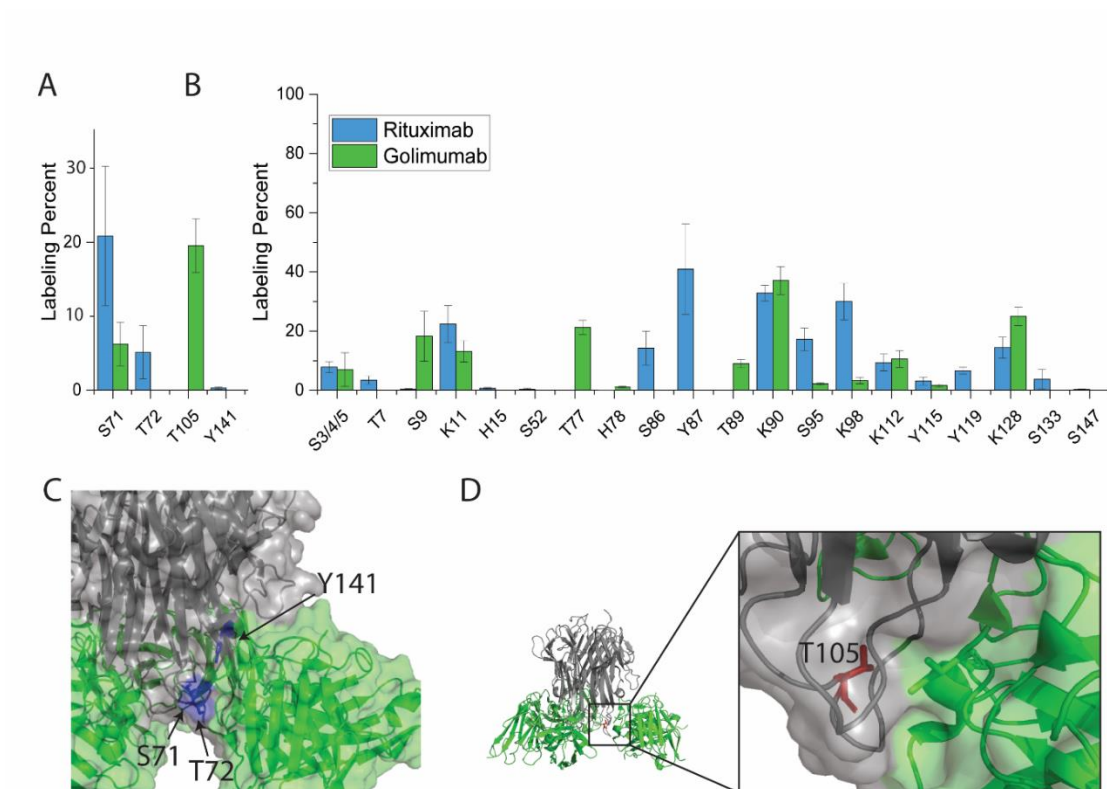 A
B
Labeling Percent
30
20
10
0
S71
T72
T105
Y141
Labeling Percent
100
80
60
40
20
0
Rituximab
Golimumab
S3/4/5
T7
S9
K11
H15
S52
T77
H78
S86
Y87
T89
K90
S95
K98
K112
Y115
Y119
K128
S133
S147
C
Y141
S71
T72
D
T105